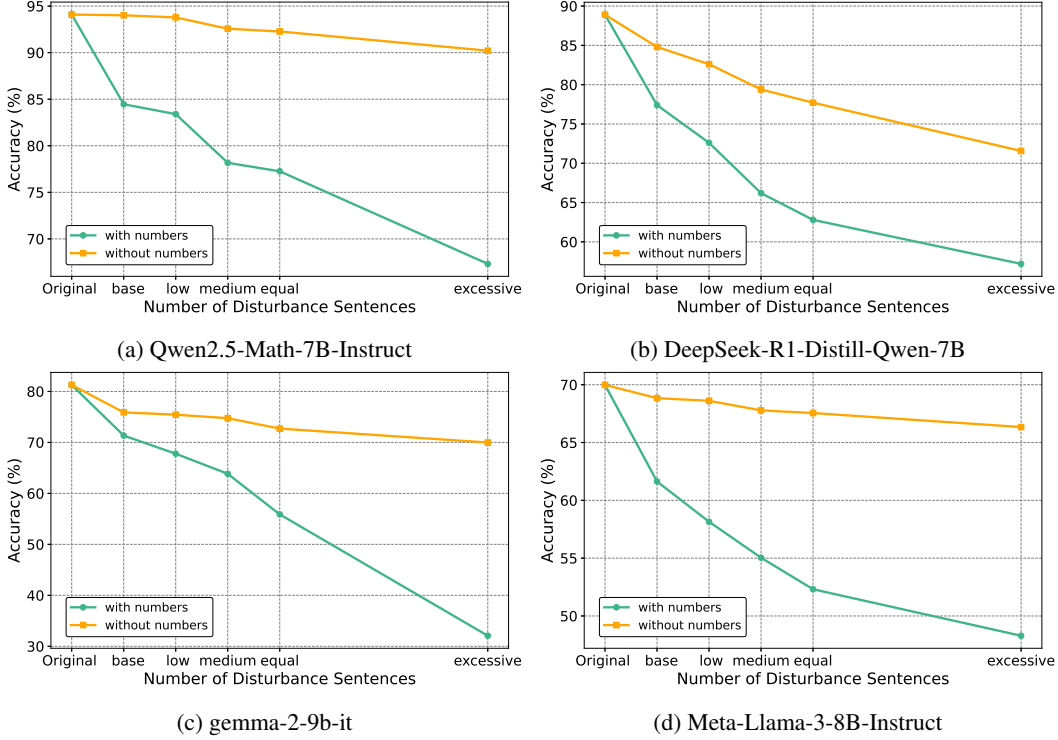 95
90
85
80
75
70
Accuracy (%)
with numbers
without numbers
Original base low medium equal excessive
Number of Disturbance Sentences
(a) Qwen2.5-Math-7B-Instruct
90
85
80
75
70
65
60
Accuracy (%)
with numbers
without numbers
Original base low medium equal excessive
Number of Disturbance Sentences
(b) DeepSeek-R1-Distill-Qwen-7B
80
70
60
50
40
30
Accuracy (%)
with numbers
without numbers
Original base low medium equal excessive
Number of Disturbance Sentences
(c) gemma-2-9b-it
70
65
60
55
50
Accuracy (%)
with numbers
without numbers
Original base low medium equal excessive
Number of Disturbance Sentences
(d) Meta-Llama-3-8B-Instruct